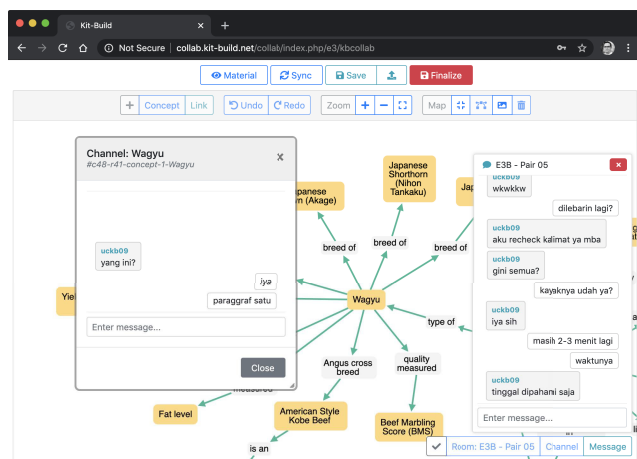 Kit-Build
Not Secure
collab.kit-build.net/collab/index.php/e3/kbcollab
Material
Sync
Save
Finalize
Concept
Link
Undo
Redo
Zoom
Map
Channel: Wagyu
#c48-r41-concept-1-Wagyu
uckb09
yang ini?
iya
paraggraf satu
Enter message...
Close
Japanese
Shorthorn
(Nihon
Tankaku)
breed of
breed of
breed of
Wagyu
type of
Angus cross
breed
quality
measured
measured
Fat level
American Style
Kobe Beef
Beef Marbling
Score (BMS)
is an
E3B - Pair 05
uckb09
wkwkkw
dilebarin lagi?
uckb09
aku recheck kalimat ya mba
uckb09
gini semua?
kayaknya udah ya?
uckb09
iya sih
masih 2-3 menit lagi
waktunya
uckb09
tinggal dipahani saja
Enter message...
Room: E3B - Pair 05
Channel
Message